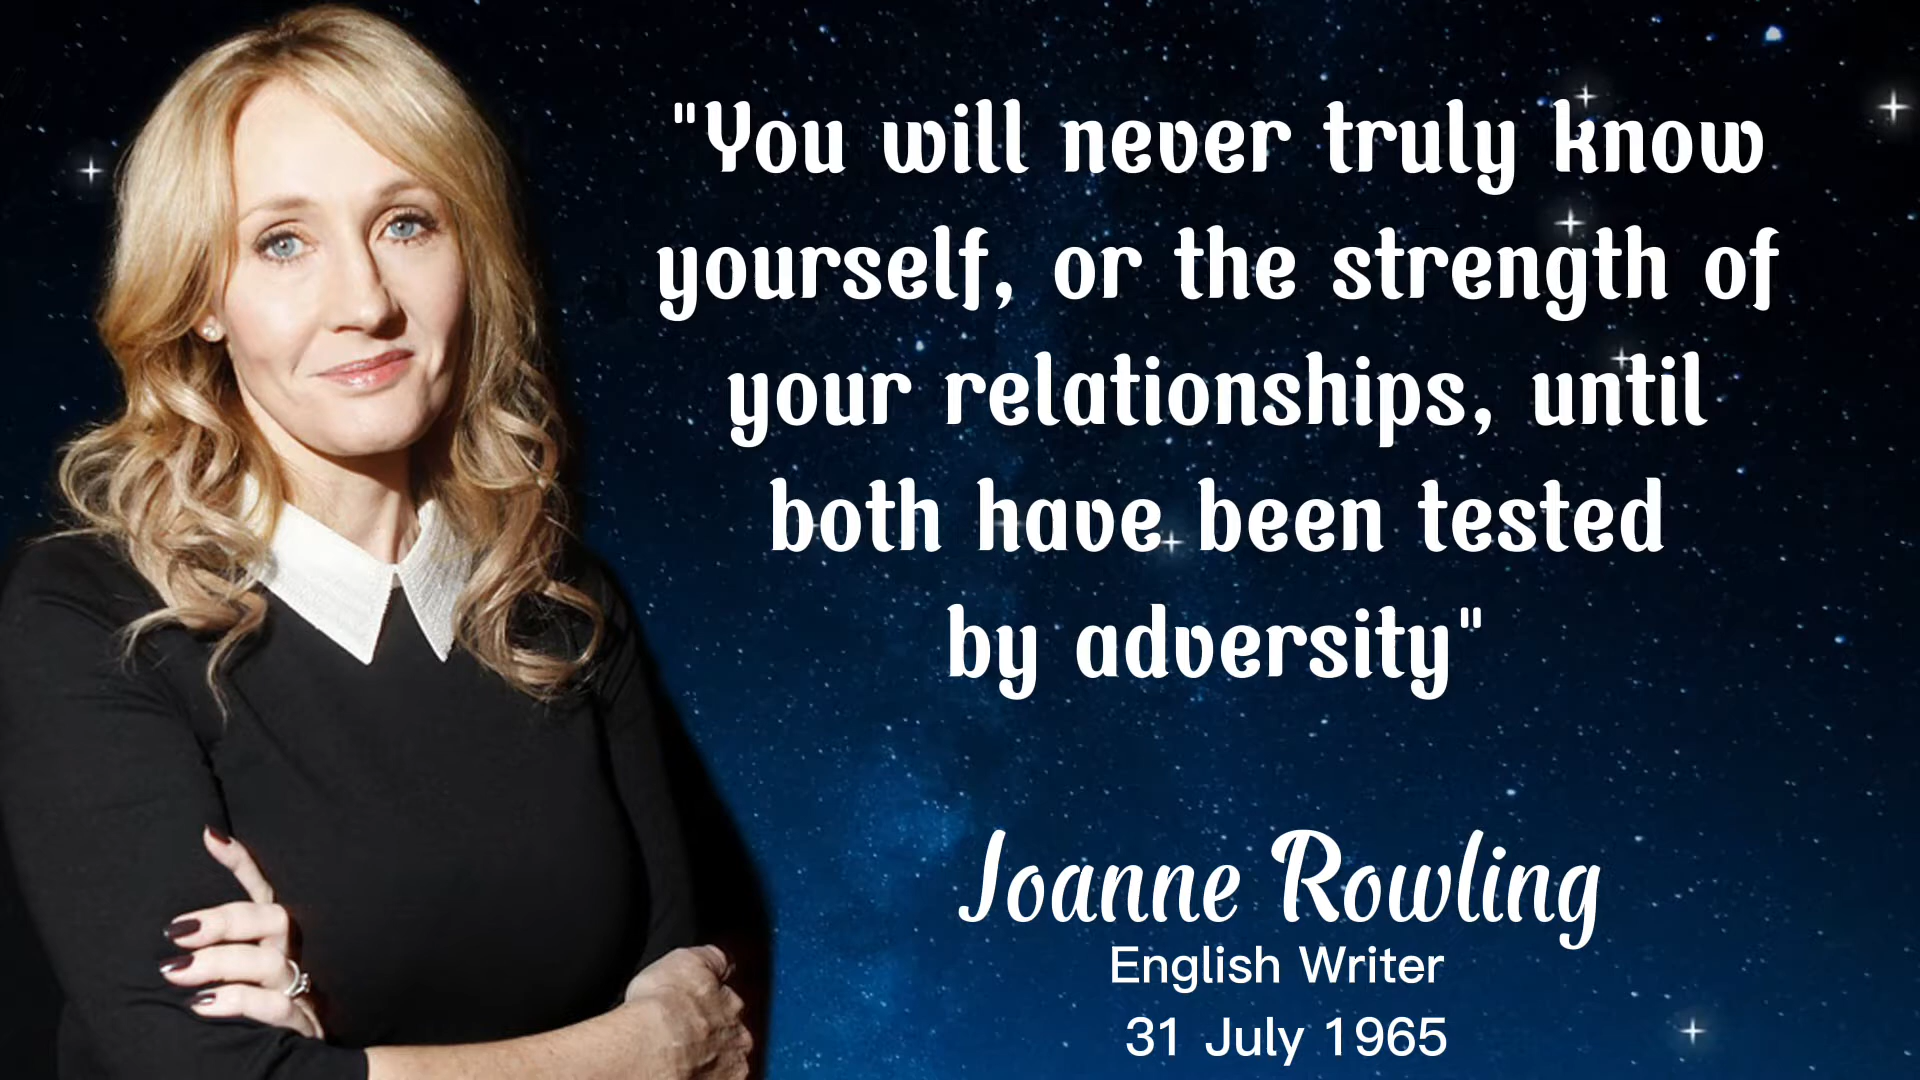 "You will never truly know
yourself, or the strength of
your relationships, until
both have been tested
by adversity"
Joanne Rowling
English Writer
31 July 1965